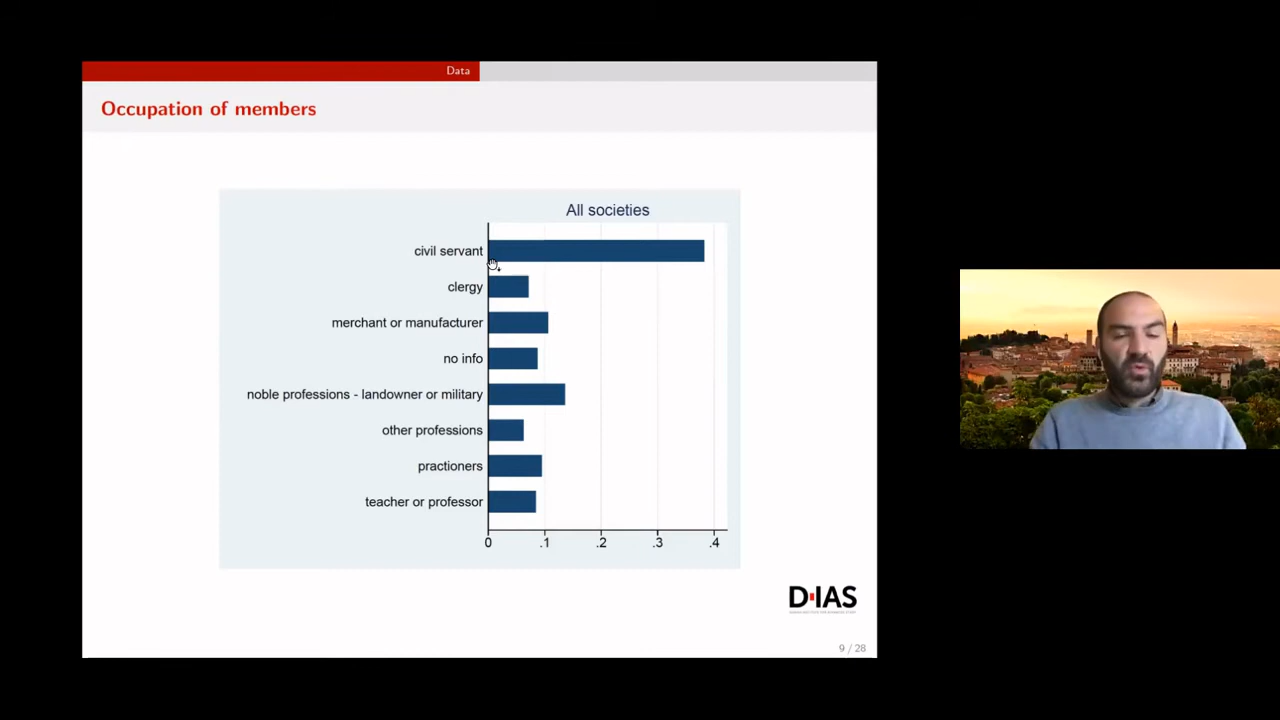 Data
Occupation of members
All societies
civil servant
clergy
merchant or manufacturer
no info
noble professions - landowner or military
other professions
practioners
teacher or professor
0 .1 .2 .3 .4
D·IAS
9 / 28